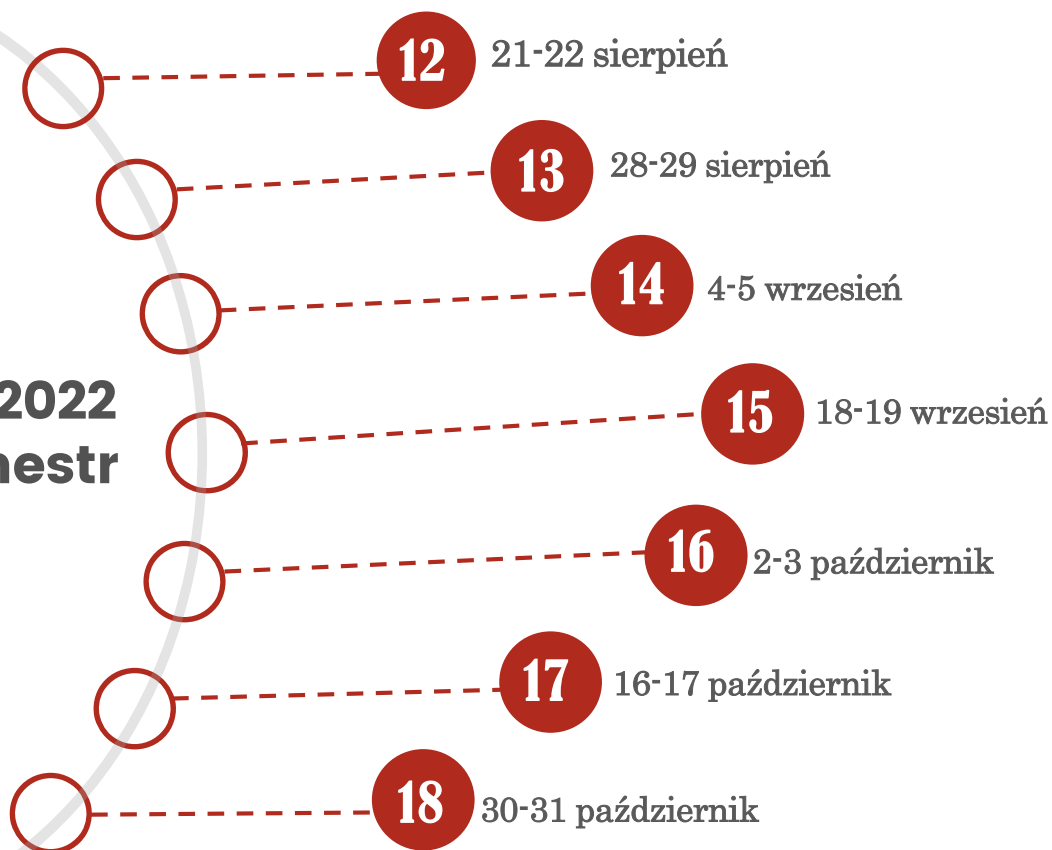 12 21-22 sierpień
13 28-29 sierpień
14 4-5 wrzesień
2022
15 18-19 wrzesień
16 2-3 październik
17 16-17 październik
18 30-31 październik